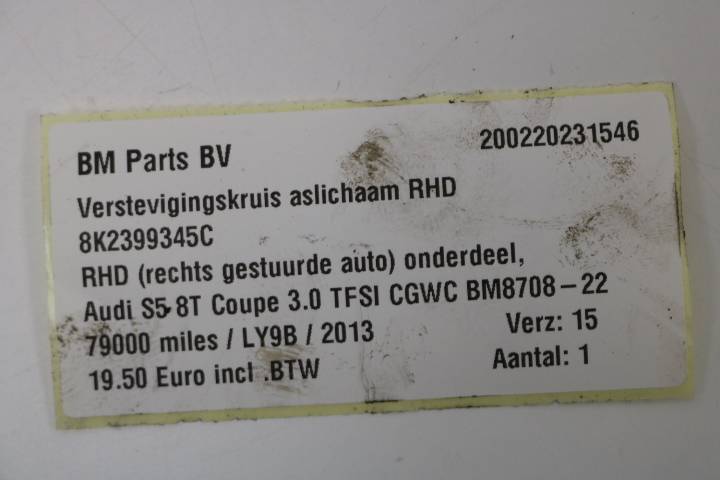 BM Parts BV 200220231546
Verstevigingskruis aslichaam RHD
8K2399345C
RHD (rechts gestuurde auto) onderdeel,
Audi S5 8T Coupe 3.0 TFSI CGWC BM8708-22
79000 miles / LY9B / 2013 Verz: 15
19.50 Euro incl .BTW Aantal: 1